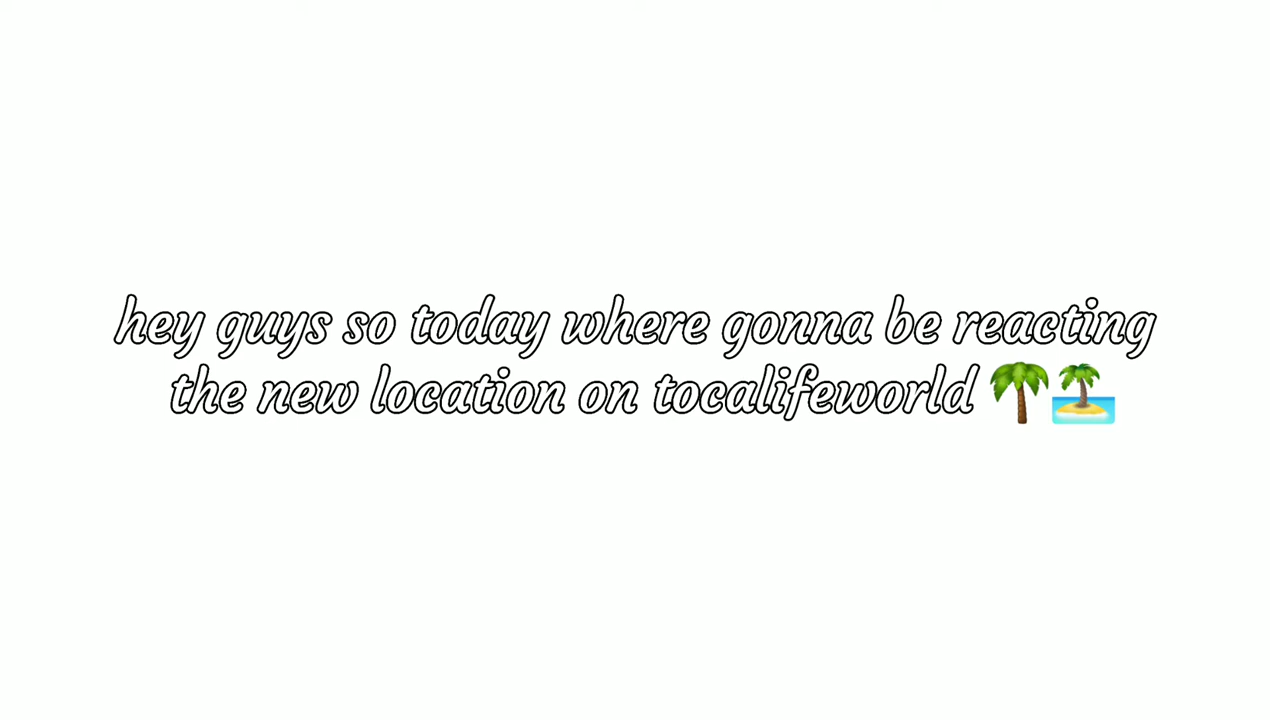 hey guys so today where gonna be reacting
the new location on tocalifeworld 🌴🏝️